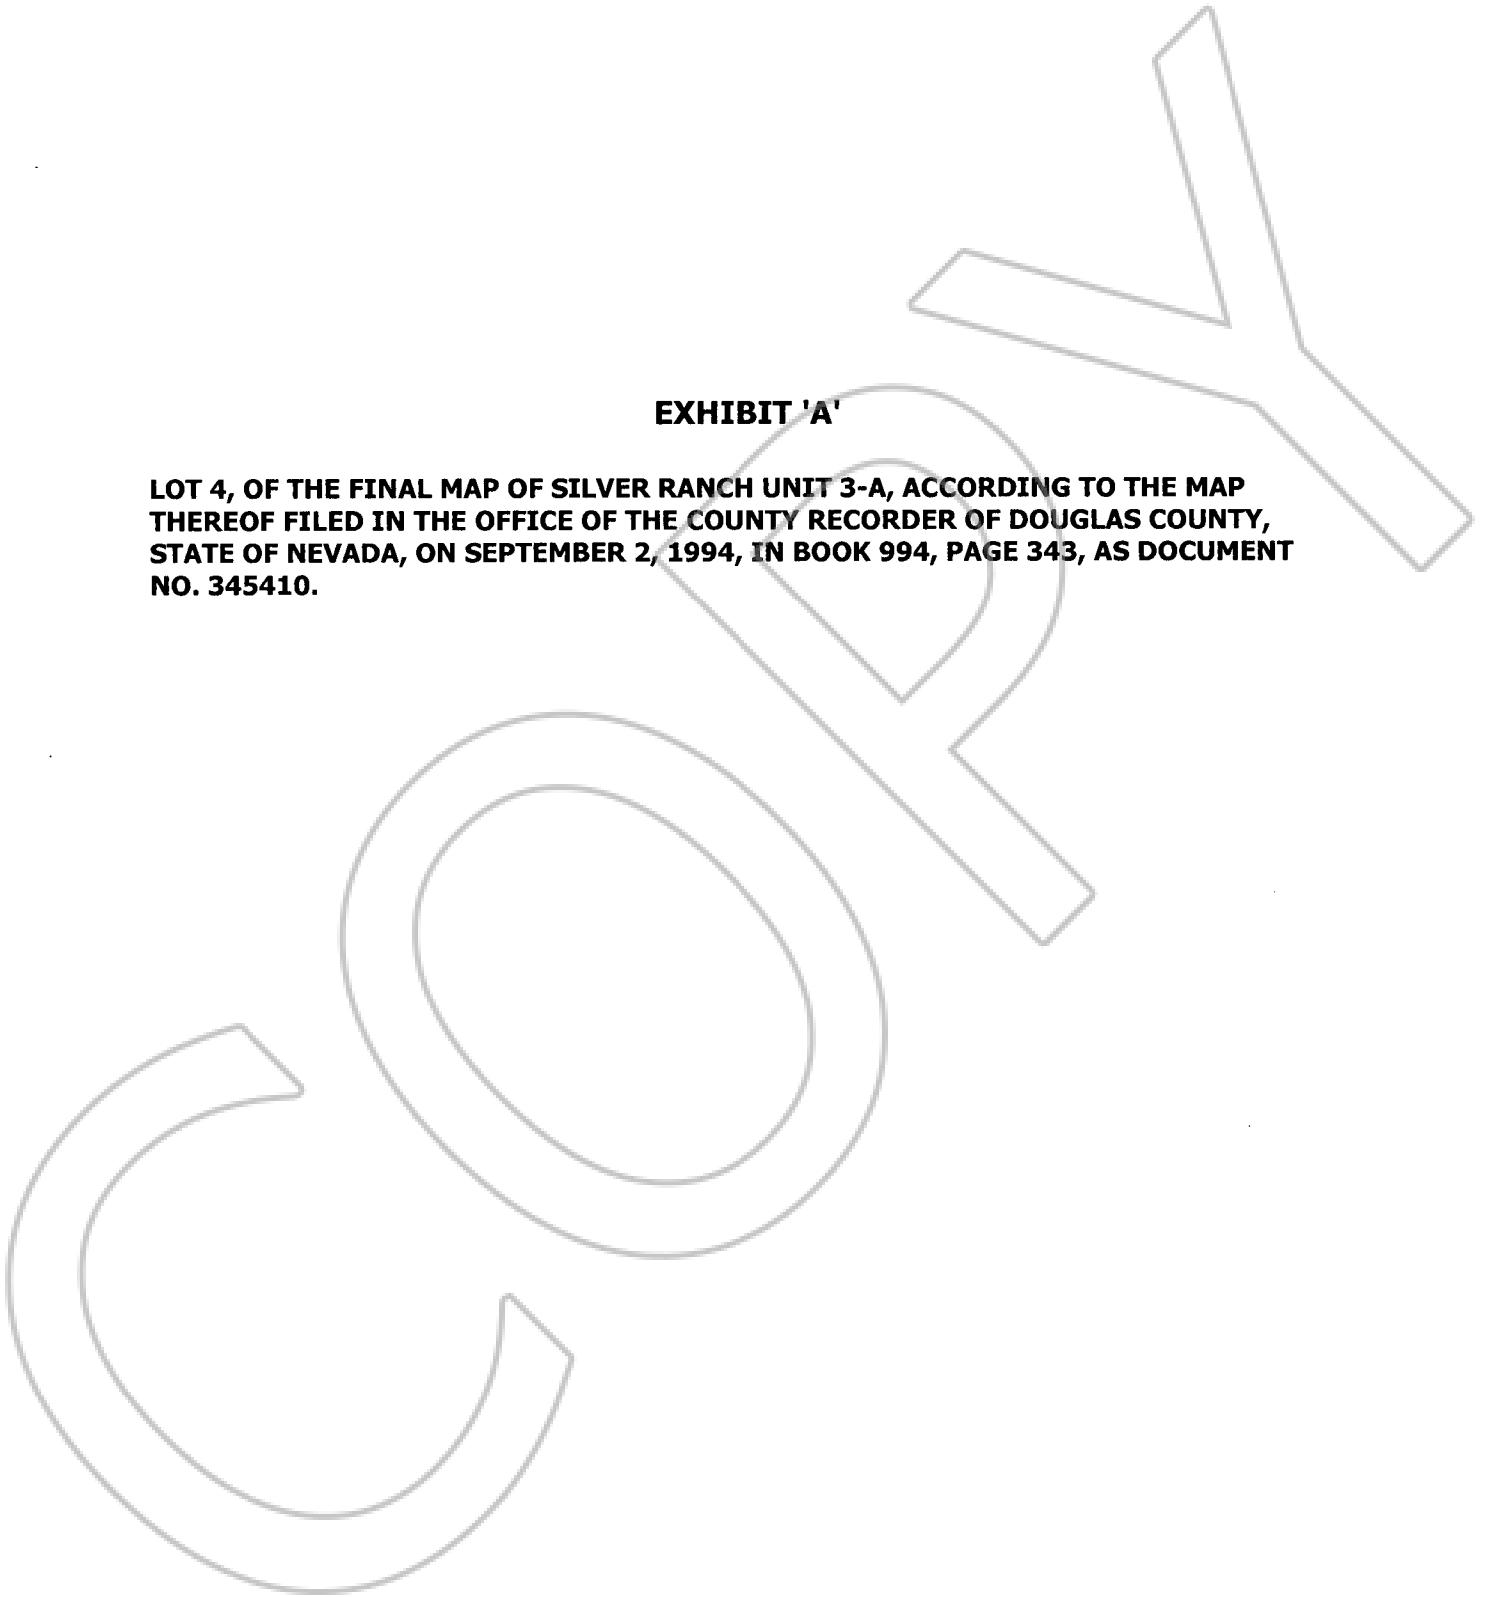 EXHIBIT 'A'
LOT 4, OF THE FINAL MAP OF SILVER RANCH UNIT 3-A, ACCORDING TO THE MAP
THEREOF FILED IN THE OFFICE OF THE COUNTY RECORDER OF DOUGLAS COUNTY,
STATE OF NEVADA, ON SEPTEMBER 2, 1994, IN BOOK 994, PAGE 343, AS DOCUMENT
NO. 345410.
COPY